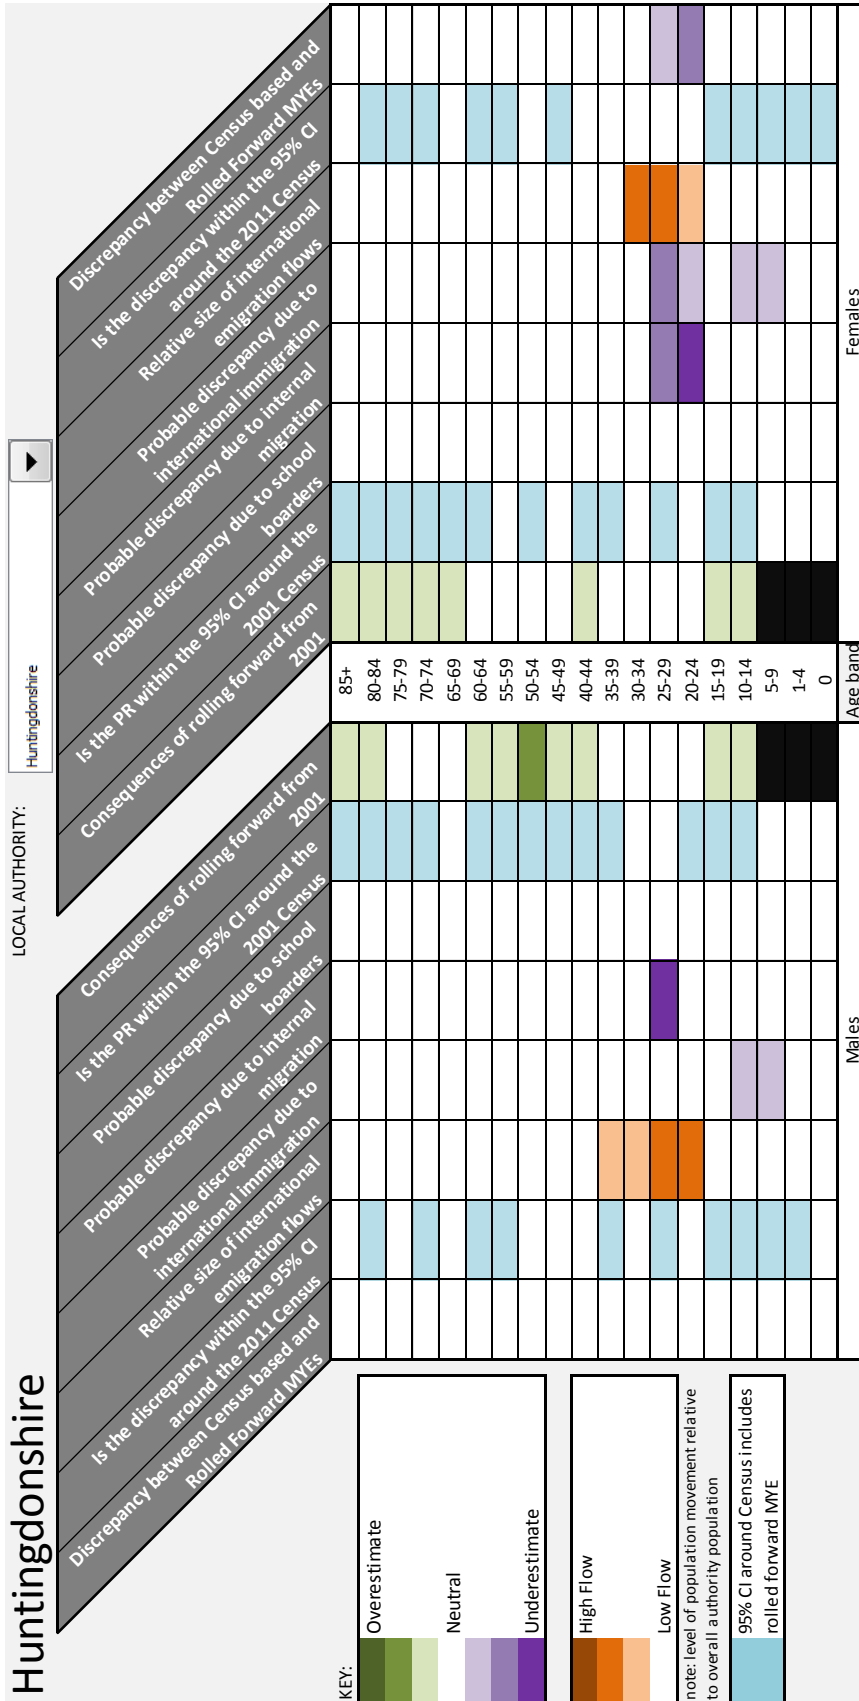 Huntingdonshire
LOCAL AUTHORITY:
Huntingdonshire
Discrepancy between Census based and
Rolled Forward MYEs
Is the discrepancy within the 95% CI
around the 2011 Census
Relative size of international
emigration flows
Probable discrepancy due to
international immigration
Probable discrepancy due to internal
migration
Probable discrepancy due to school
boarders
Is the PR within the 95% CI around the
2001 Census
Consequences of rolling forward from
2001
Consequences of rolling forward from
2001
Is the PR within the 95% CI around the
2001 Census
Probable discrepancy due to school
boarders
Probable discrepancy due to internal
migration
Probable discrepancy due to
international immigration
Relative size of international
emigration flows
Is the discrepancy within the 95% CI
around the 2011 Census
Discrepancy between Census based and
Rolled Forward MYEs
85+
80-84
75-79
70-74
65-69
60-64
55-59
50-54
45-49
40-44
35-39
30-34
25-29
20-24
15-19
10-14
5-9
1-4
0
Males
Age band
Females
KEY:
Overestimate
Neutral
Underestimate
High Flow
Low Flow
note: level of population movement relative
to overall authority population
95% CI around Census includes
rolled forward MYE